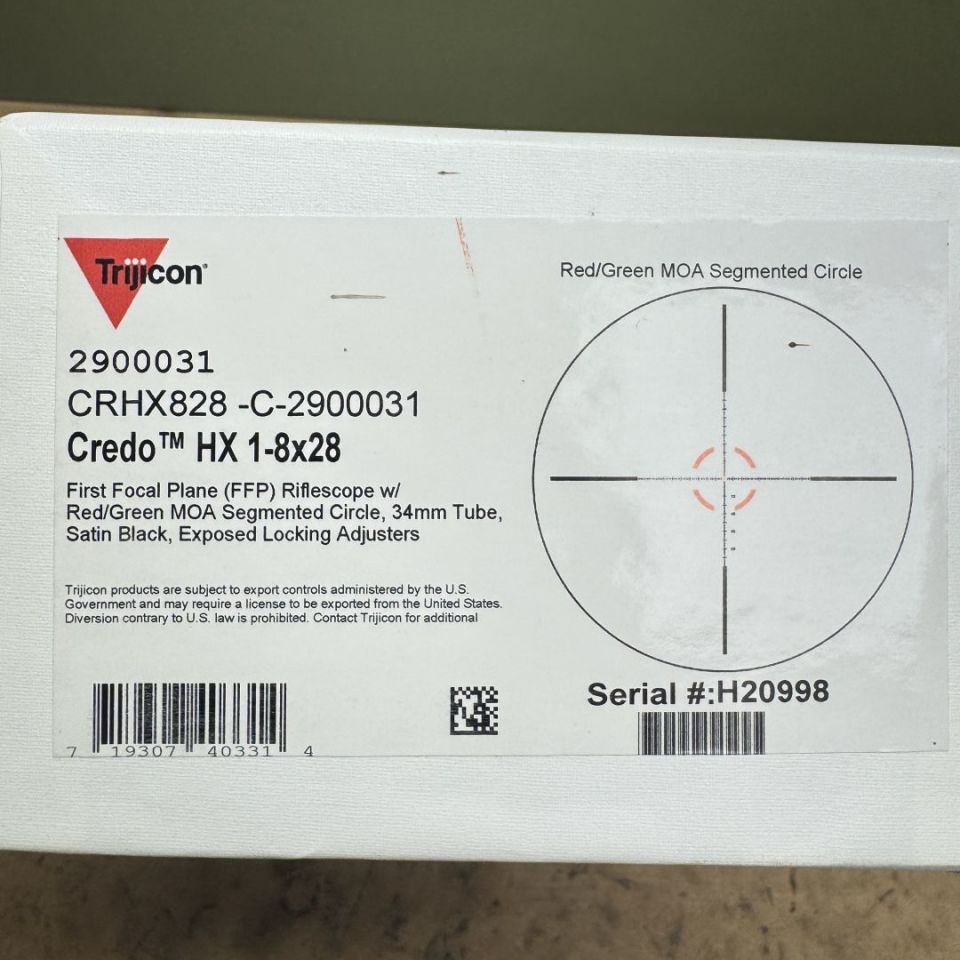 Trijicon®
2900031
CRHX828 -C-2900031
Credo™ HX 1-8x28
First Focal Plane (FFP) Riflescope w/
Red/Green MOA Segmented Circle, 34mm Tube,
Satin Black, Exposed Locking Adjusters
Trijicon products are subject to export controls administered by the U.S.
Government and may require a license to be exported from the United States.
Diversion contrary to U.S. law is prohibited. Contact Trijicon for additional
7 19307 40331 4
Red/Green MOA Segmented Circle
Serial #:H20998